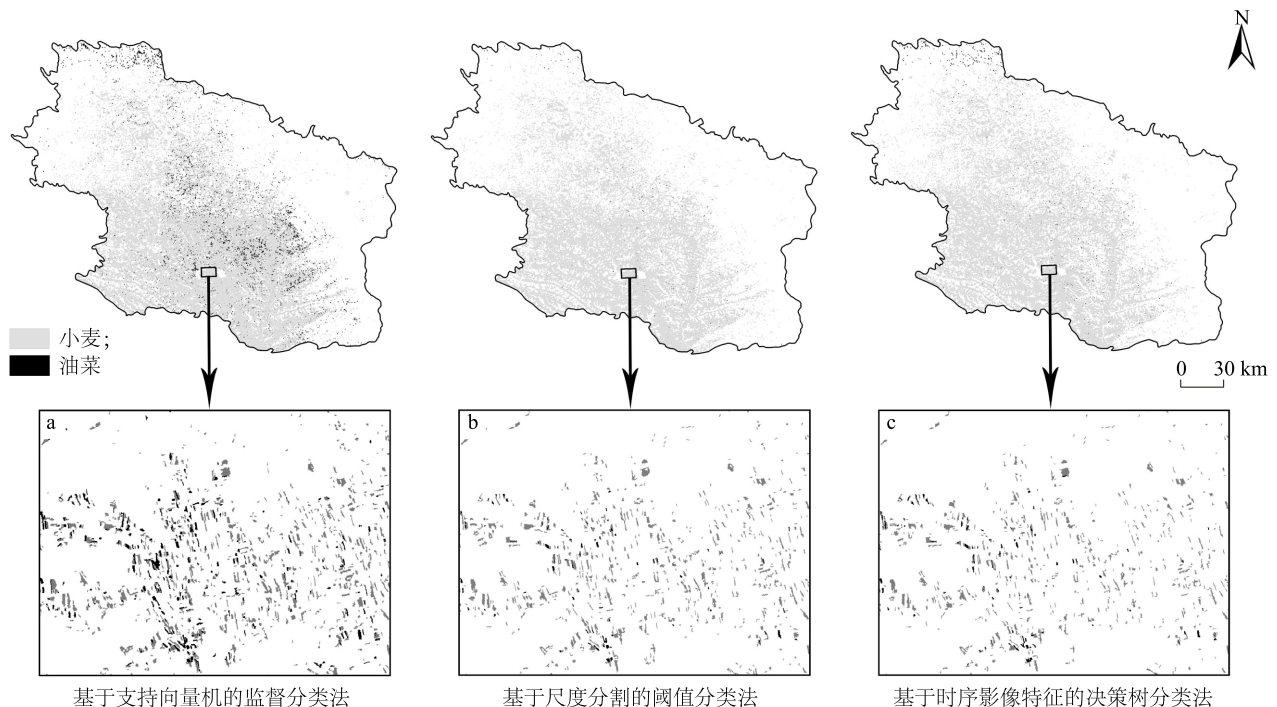 N
小麦;
油菜
0 30 km
a
b
c
基于支持向量机的监督分类法
基于尺度分割的阈值分类法
基于时序影像特征的决策树分类法